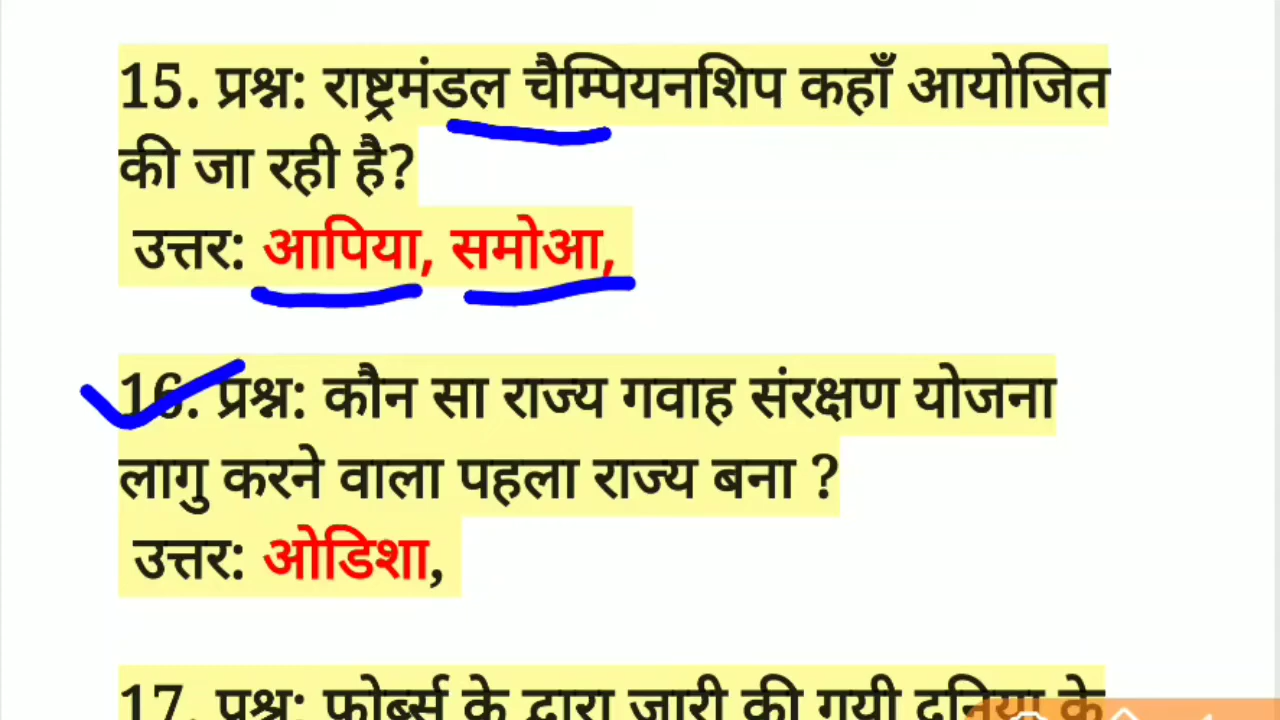 15. प्रश्न: राष्ट्रमंडल चैम्पियनशिप कहाँ आयोजित
की जा रही है?
उत्तर: आपिया, समोआ,
16. प्रश्न: कौन सा राज्य गवाह संरक्षण योजना
लागु करने वाला पहला राज्य बना ?
उत्तर: ओडिशा,
17. प्रश्न: फोर्ब्स के द्वारा जारी की गयी दुनिया के